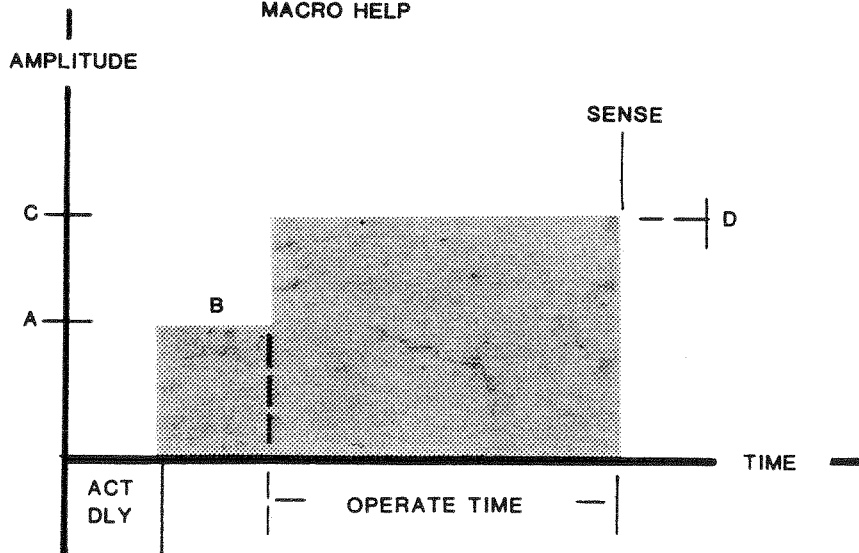 MACRO HELP
AMPLITUDE
SENSE
C
D
B
A
TIME
ACT
DLY
OPERATE TIME